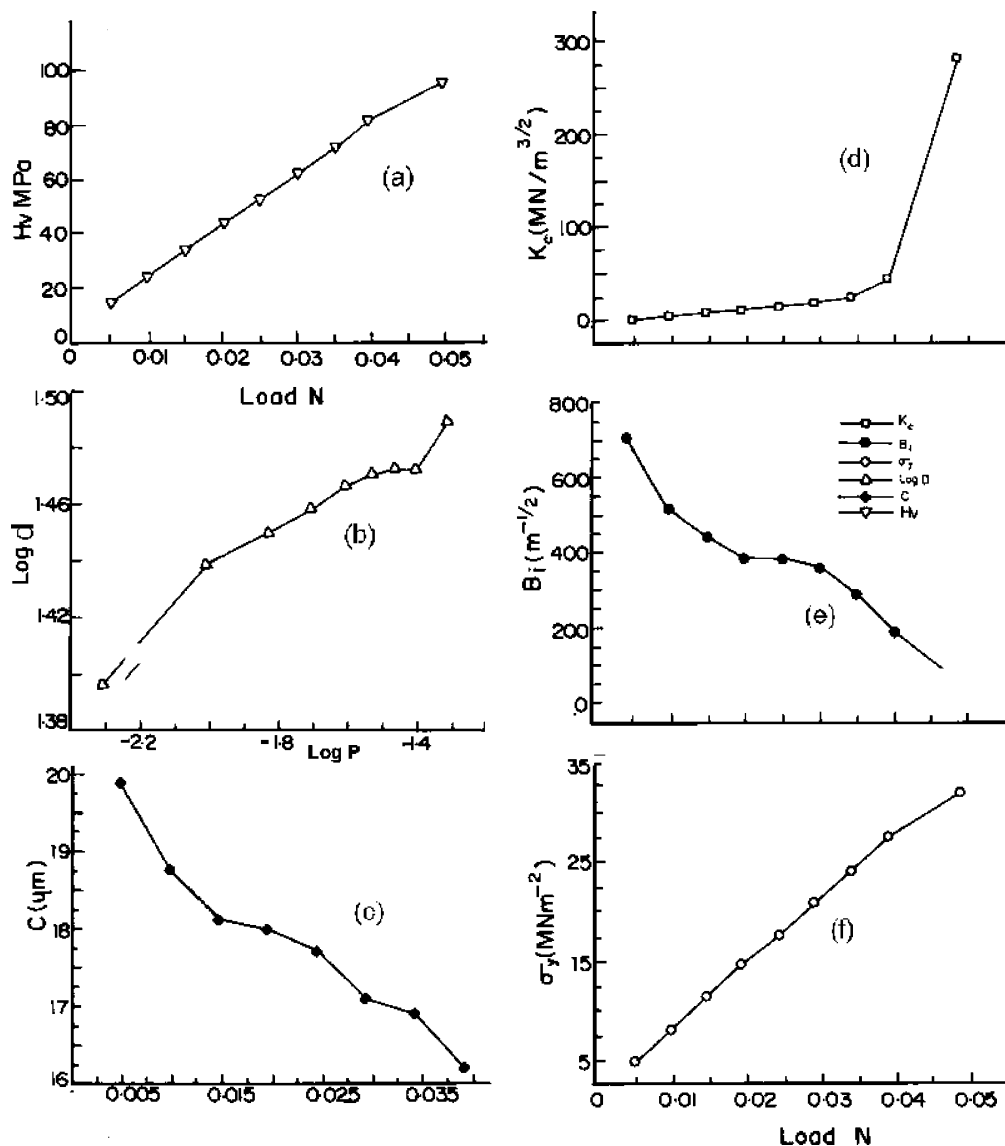 100
80
60
40
20
0
Hv MPa
(a)
0 0·01 0·02 0·03 0·04 0·05
Load N
300
200
100
0
Kc(MN/m3/2)
(d)
1·50
1·46
1·42
1·38
Log d
(b)
-2·2 -1·8 -1·4
Log P
800
600
400
200
0
Bi(m-1/2)
Kc
Bi
σy
Log D
C
Hv
(e)
20
19
18
17
16
C(μm)
(c)
0·005 0·015 0·025 0·035
35
25
15
5
σy(MNm-2)
(f)
0 0·01 0·02 0·03 0·04 0·05
Load N